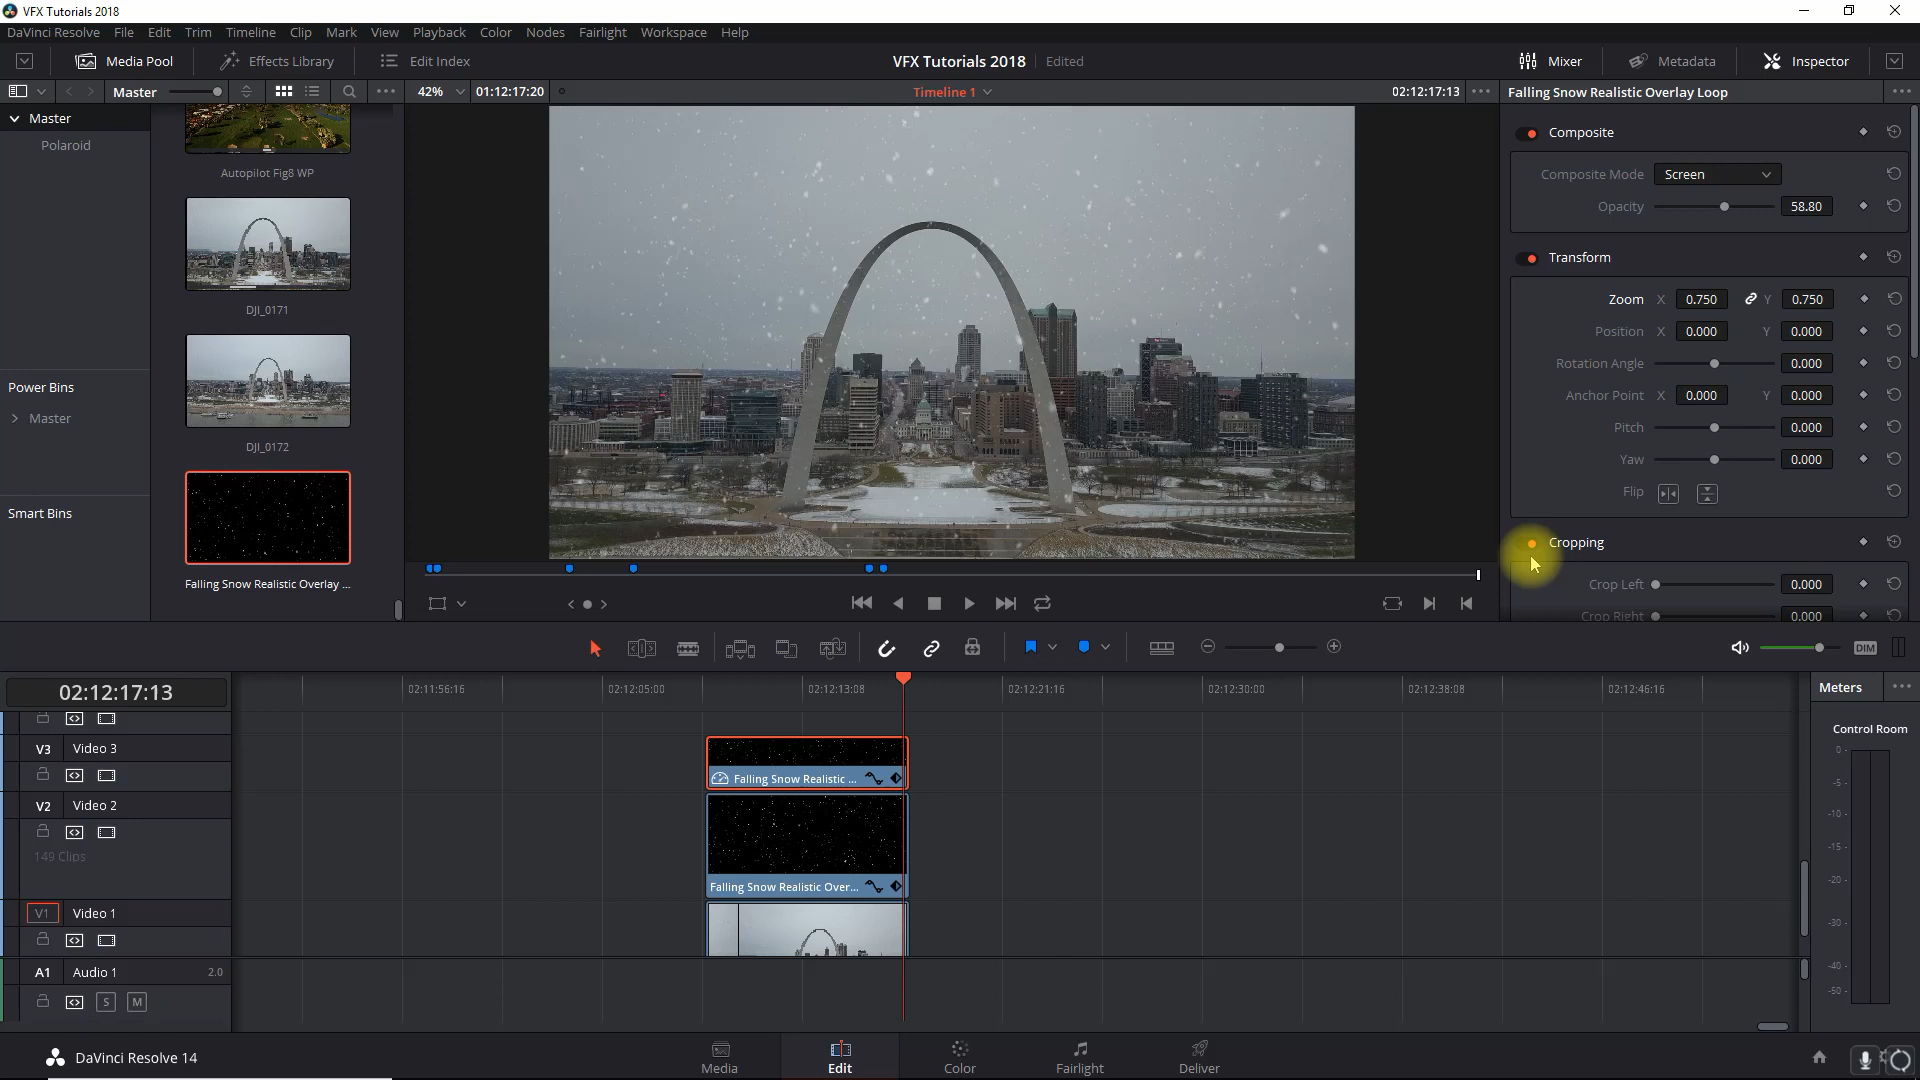 VFX Tutorials 2018
DaVinci Resolve File Edit Trim Timeline Clip Mark View Playback Color Nodes Fairlight Workspace Help
Media Pool Effects Library Edit Index VFX Tutorials 2018 Edited Mixer Metadata Inspector
Master 42% 01:12:17:20 Timeline 1 02:12:17:13 Falling Snow Realistic Overlay Loop
Master
Polaroid
Power Bins
Master
Smart Bins
Autopilot Fig8 WP
DJI_0171
DJI_0172
Falling Snow Realistic Overlay ...
Composite
Composite Mode Screen
Opacity 58.80
Transform
Zoom X 0.750 Y 0.750
Position X 0.000 Y 0.000
Rotation Angle 0.000
Anchor Point X 0.000 Y 0.000
Pitch 0.000
Yaw 0.000
Flip
Cropping
Crop Left 0.000
Crop Right 0.000
DIM
02:12:17:13 02:11:56:16 02:12:05:00 02:12:13:08 02:12:21:16 02:12:30:00 02:12:38:08 02:12:46:16
Meters
Control Room
0
-5
-10
-15
-20
-30
-40
-50
V3 Video 3
Falling Snow Realistic ...
V2 Video 2
149 Clips
Falling Snow Realistic Over...
V1 Video 1
A1 Audio 1 2.0
S M
DaVinci Resolve 14
Media Edit Color Fairlight Deliver